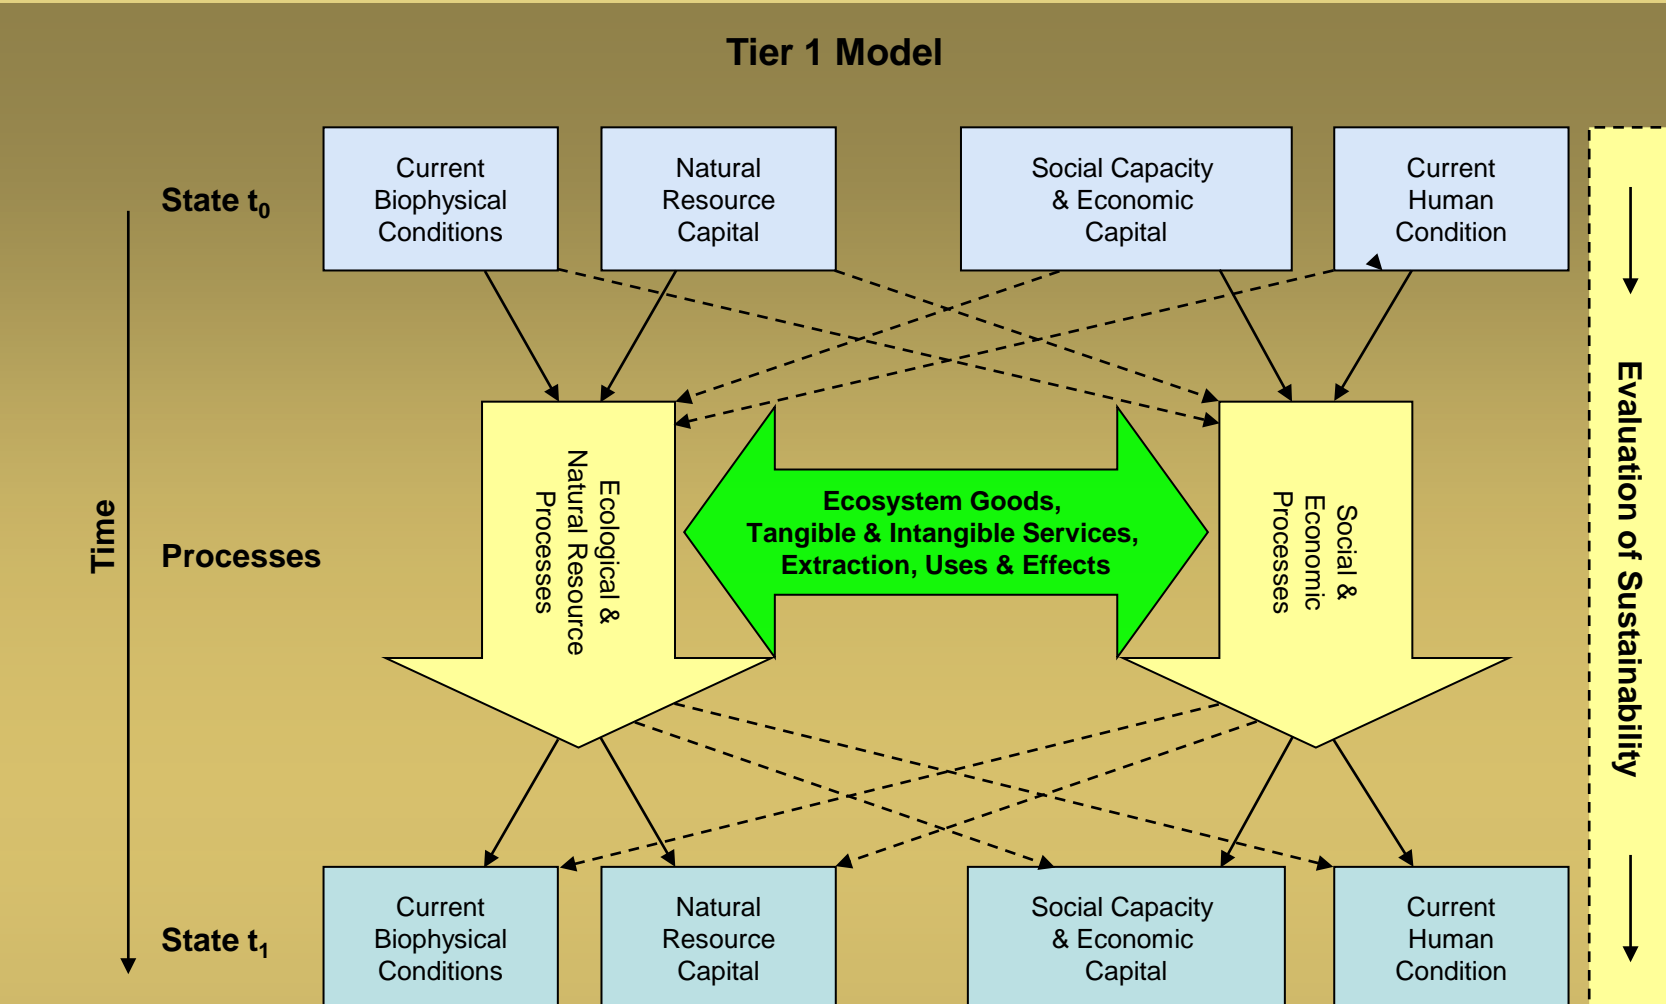 Tier 1 Model
State t0
Current
Biophysical
Conditions
Natural
Resource
Capital
Social Capacity
& Economic
Capital
Current
Human
Condition
Time
Processes
Ecological &
Natural Resource
Processes
Ecosystem Goods,
Tangible & Intangible Services,
Extraction, Uses & Effects
Social &
Economic
Processes
Evaluation of Sustainability
State t1
Current
Biophysical
Conditions
Natural
Resource
Capital
Social Capacity
& Economic
Capital
Current
Human
Condition